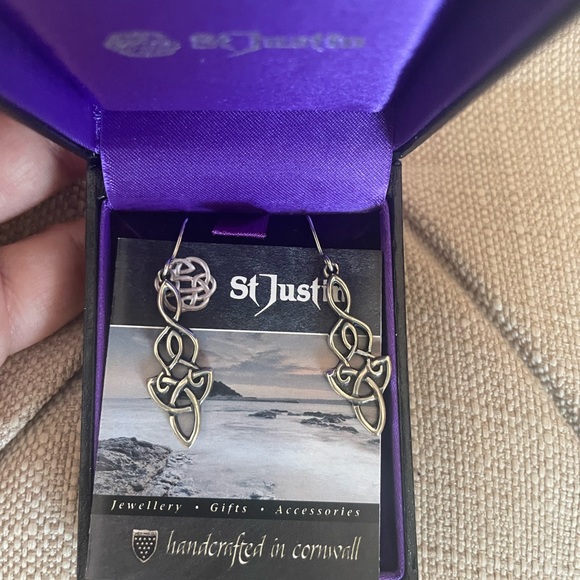 St Justin
St Justin
Jewellery • Gifts • Accessories
handcrafted in cornwall